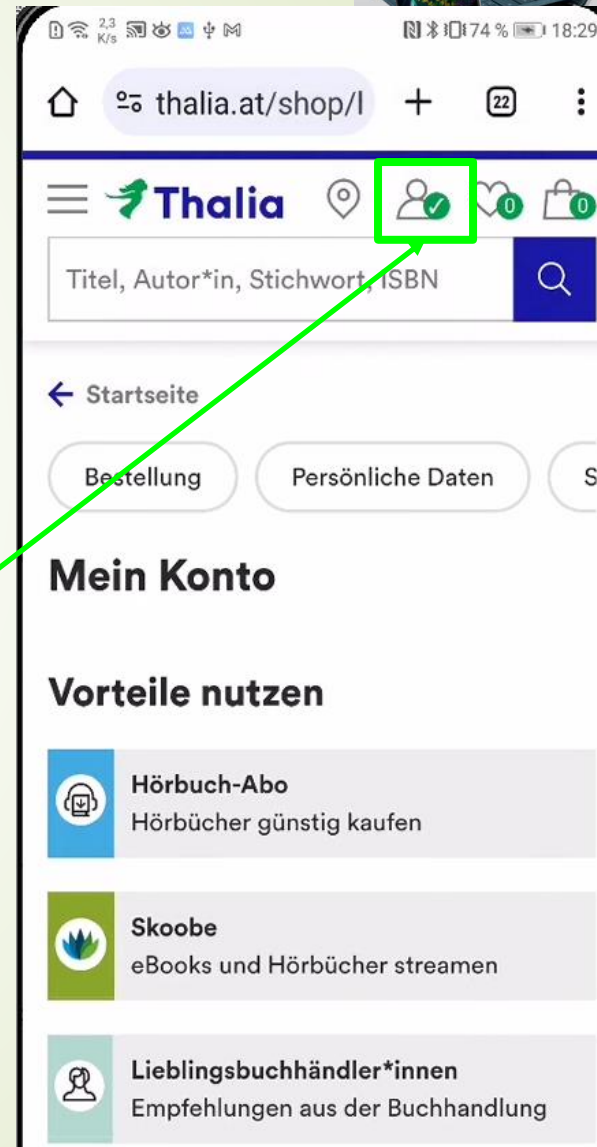 2,3
K/s
74 % 18:29
thalia.at/shop/l
22
Thalia
0
0
Titel, Autor*in, Stichwort, ISBN
Startseite
Bestellung Persönliche Daten S
Mein Konto
Vorteile nutzen
Hörbuch-Abo
Hörbücher günstig kaufen
Skoobe
eBooks und Hörbücher streamen
Lieblingsbuchhändler*innen
Empfehlungen aus der Buchhandlung